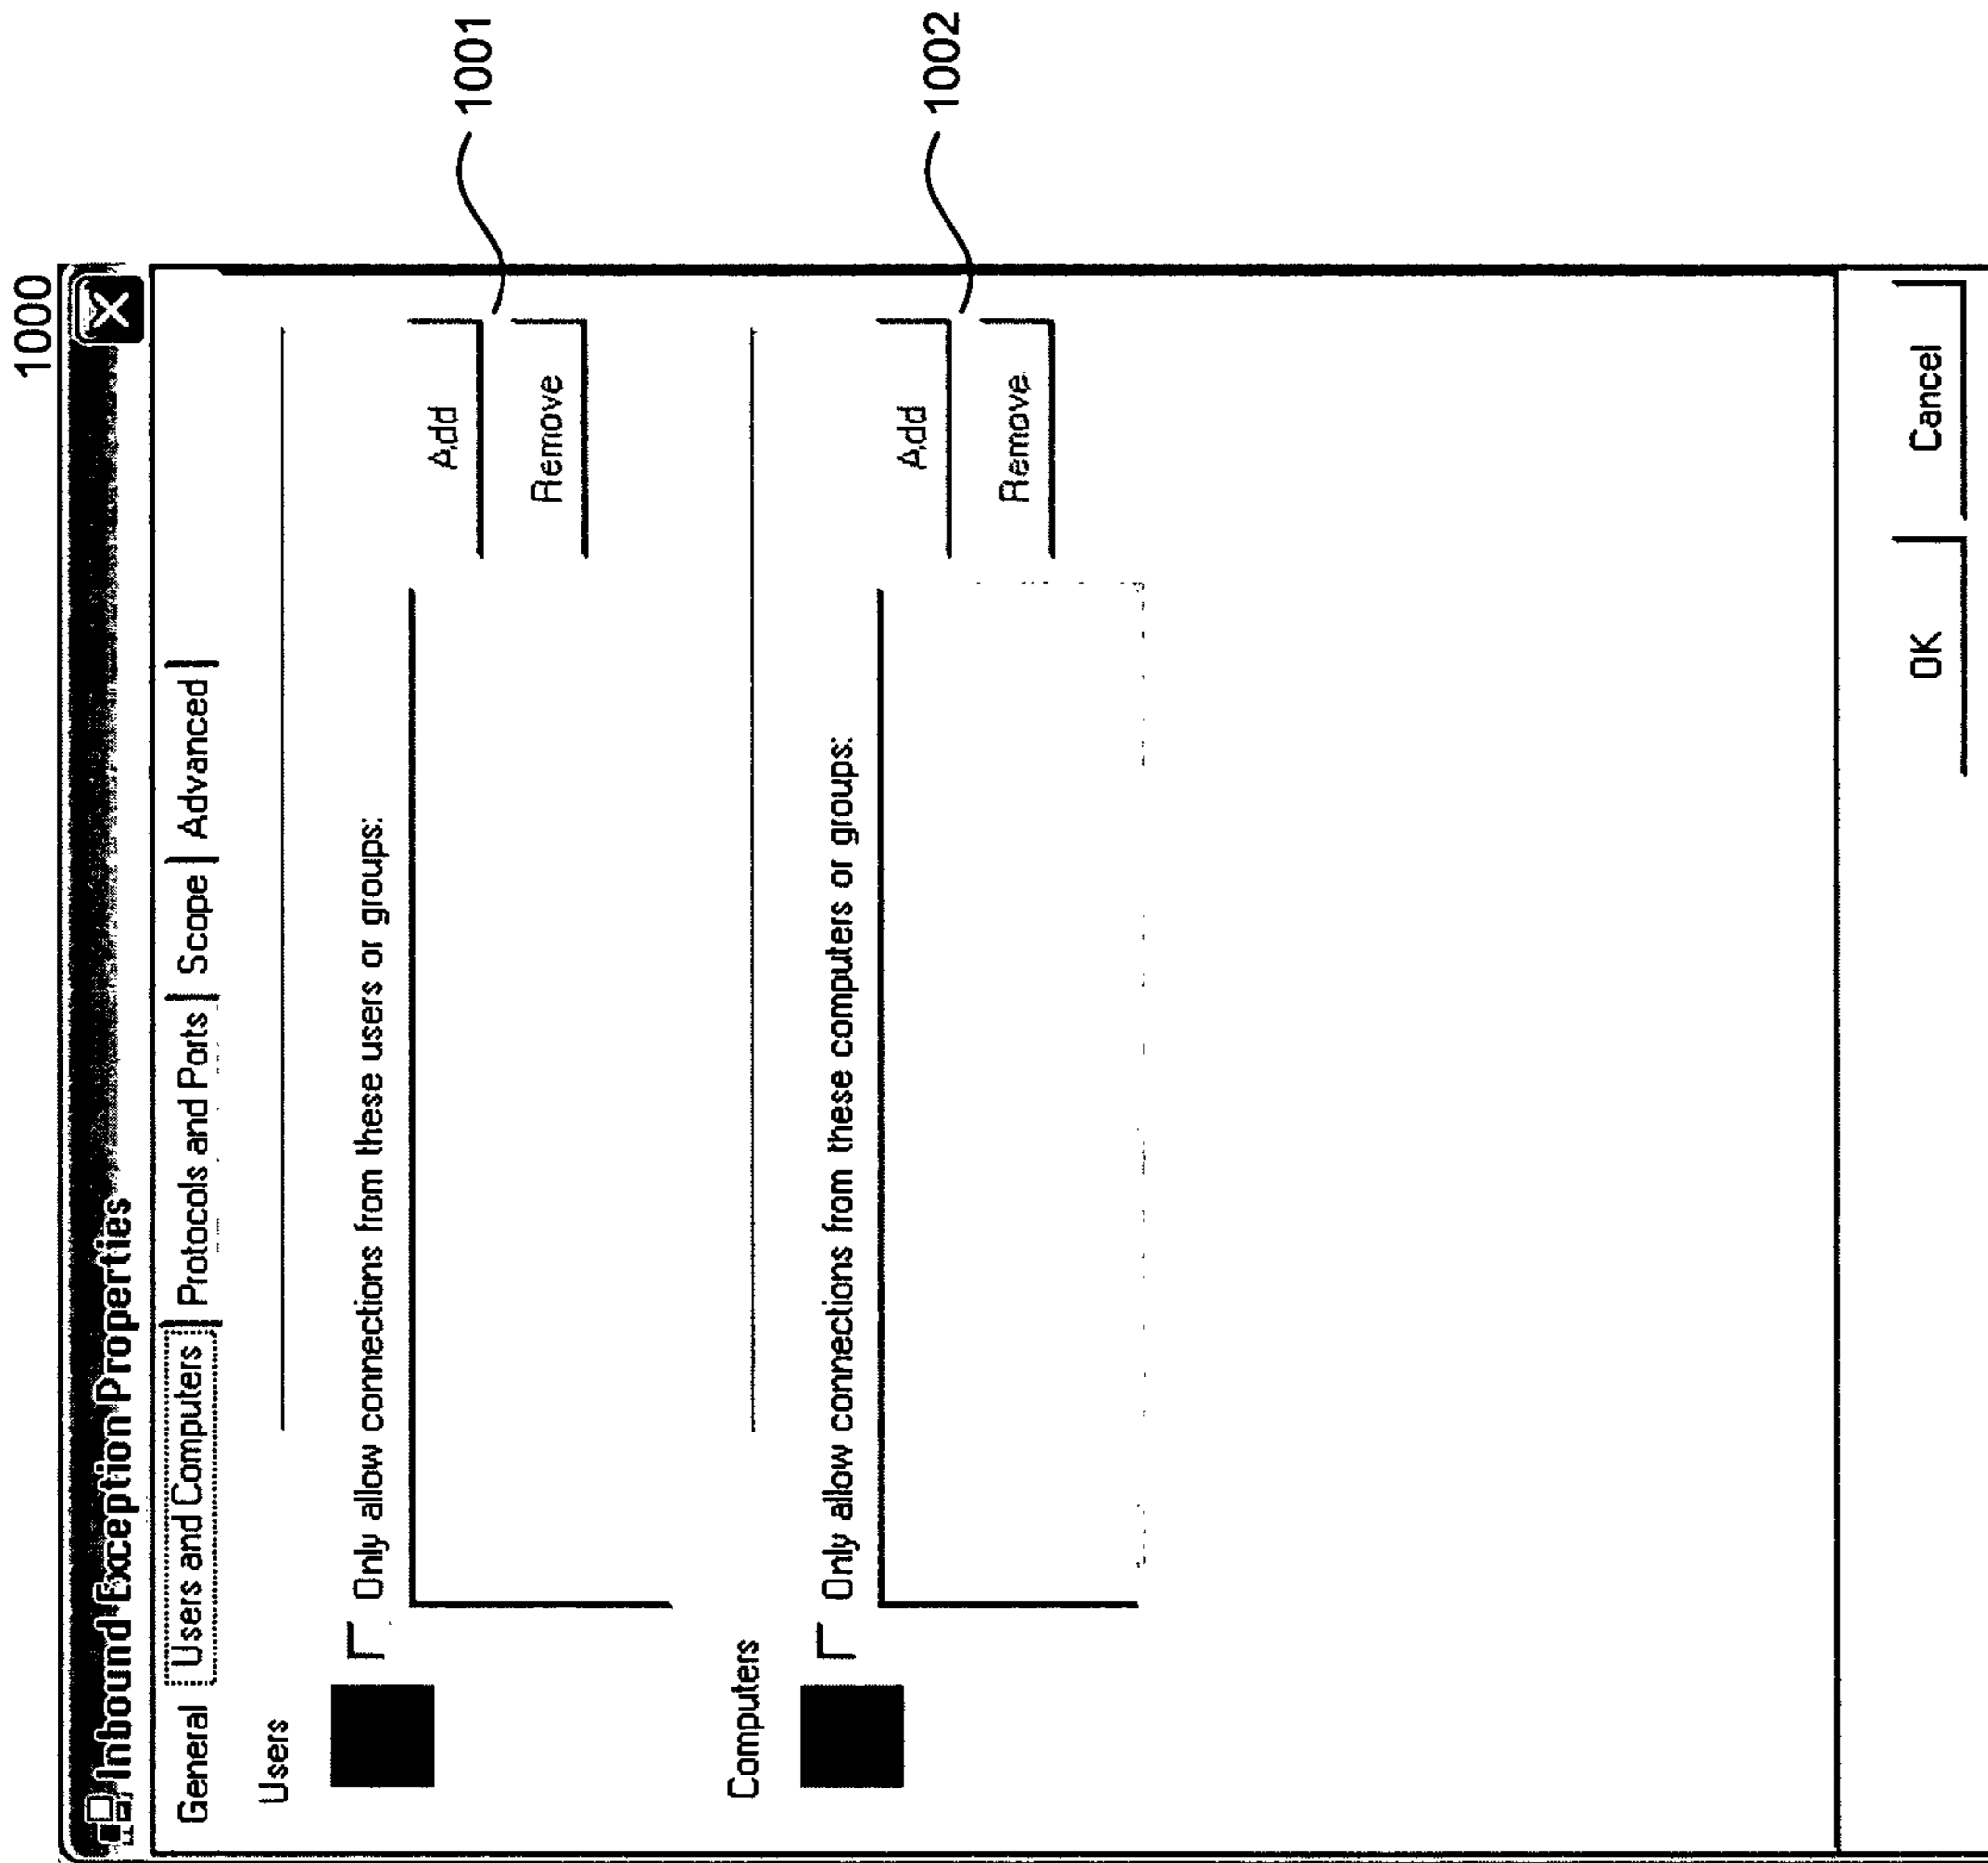 1000
Inbound Exception Properties
General Users and Computers Protocols and Ports Scope Advanced
Users
Only allow connections from these users or groups:
Add
1001
Remove
Computers
Only allow connections from these computers or groups:
Add
1002
Remove
OK Cancel